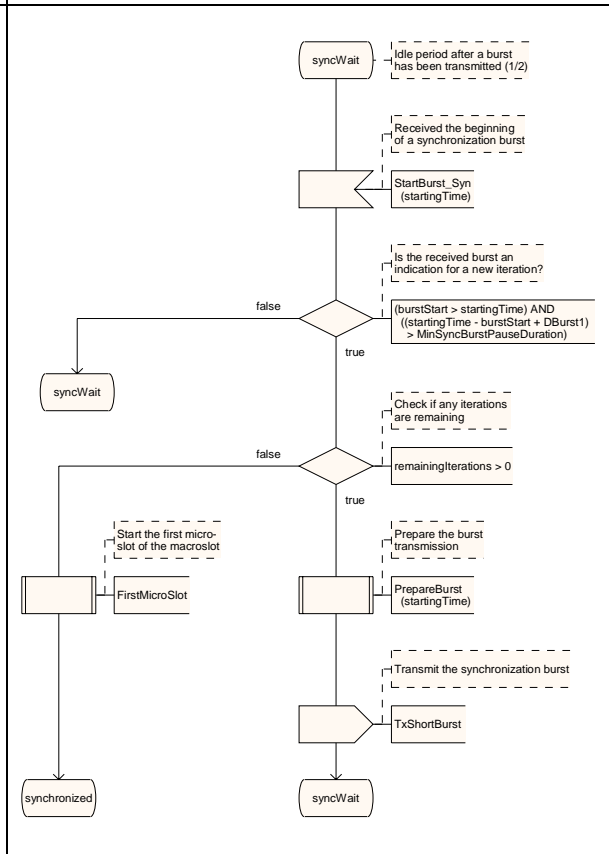 syncWait
Idle period after a burst
has been transmitted (1/2)
Received the beginning
of a synchronization burst
StartBurst_Syn
(startingTime)
Is the received burst an
indication for a new iteration?
(burstStart > startingTime) AND
((startingTime - burstStart + DBurst1)
> MinSyncBurstPauseDuration)
false
true
syncWait
Check if any iterations
are remaining
remainingIterations > 0
false
true
Start the first micro-
slot of the macroslot
FirstMicroSlot
Prepare the burst
transmission
PrepareBurst
(startingTime)
Transmit the synchronization burst
TxShortBurst
synchronized
syncWait